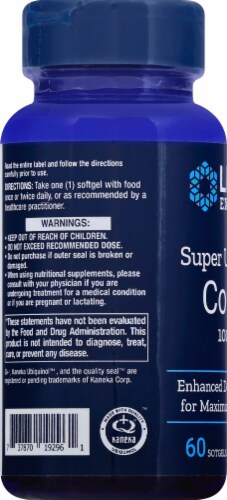 Read the entire label and follow the directions
carefully prior to use.
DIRECTIONS: Take one (1) softgel with food
once or twice daily, or as recommended by a
healthcare practitioner.
WARNINGS:
• KEEP OUT OF REACH OF CHILDREN.
• DO NOT EXCEED RECOMMENDED DOSE.
• Do not purchase if outer seal is broken or
damaged.
• When using nutritional supplements, please
consult with your physician if you are
undergoing treatment for a medical condition
or if you are pregnant or lactating.
*These statements have not been evaluated
by the Food and Drug Administration. This
product is not intended to diagnose, treat,
cure, or prevent any disease.
Q+, Kaneka Ubiquinol™, and the quality seal™ are
registered or pending trademarks of Kaneka Corp.
7 37870 19296 1
kaneka
L
E
Super U
Co
10
Enhanced
for Maxim
60 SOFTGELS